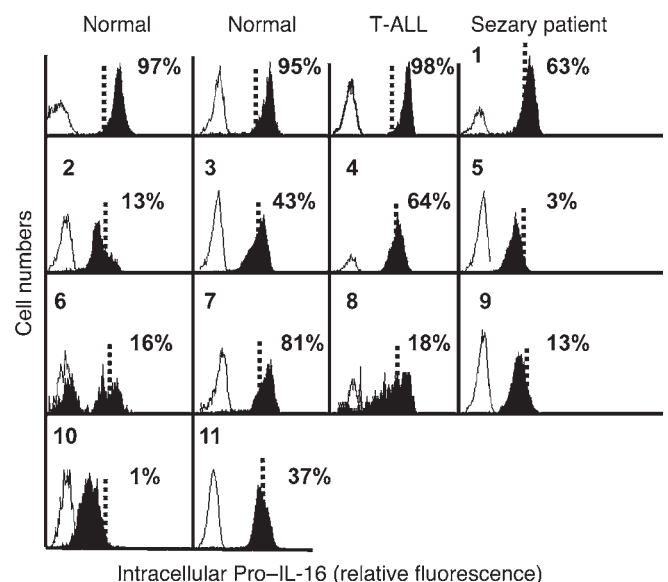 Normal Normal T-ALL Sezary patient
97% 95% 98% 1 63%
2 13% 3 43% 4 64% 5 3%
6 16% 7 81% 8 18% 9 13%
10 1% 11 37%
Cell numbers
Intracellular Pro–IL-16 (relative fluorescence)